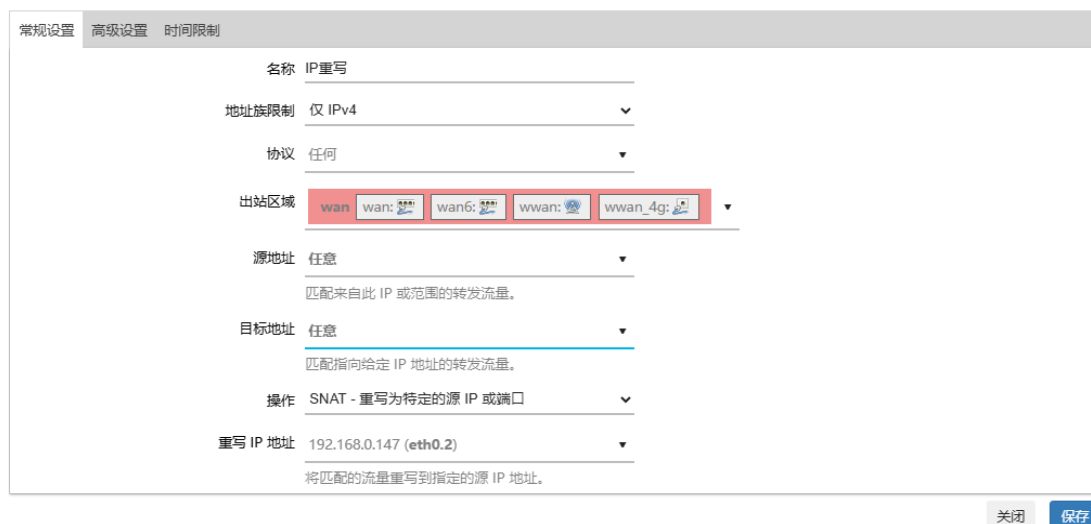 常规设置 高级设置 时间限制
名称 IP重写
地址族限制 仅 IPv4
协议 任何
出站区域 wan wan: wan6: wwan: wwan_4g:
源地址 任意
匹配来自此 IP 或范围的转发流量。
目标地址 任意
匹配指向给定 IP 地址的转发流量。
操作 SNAT - 重写为特定的源 IP 或端口
重写 IP 地址 192.168.0.147 (eth0.2)
将匹配的流量重写到指定的源 IP 地址。
关闭 保存